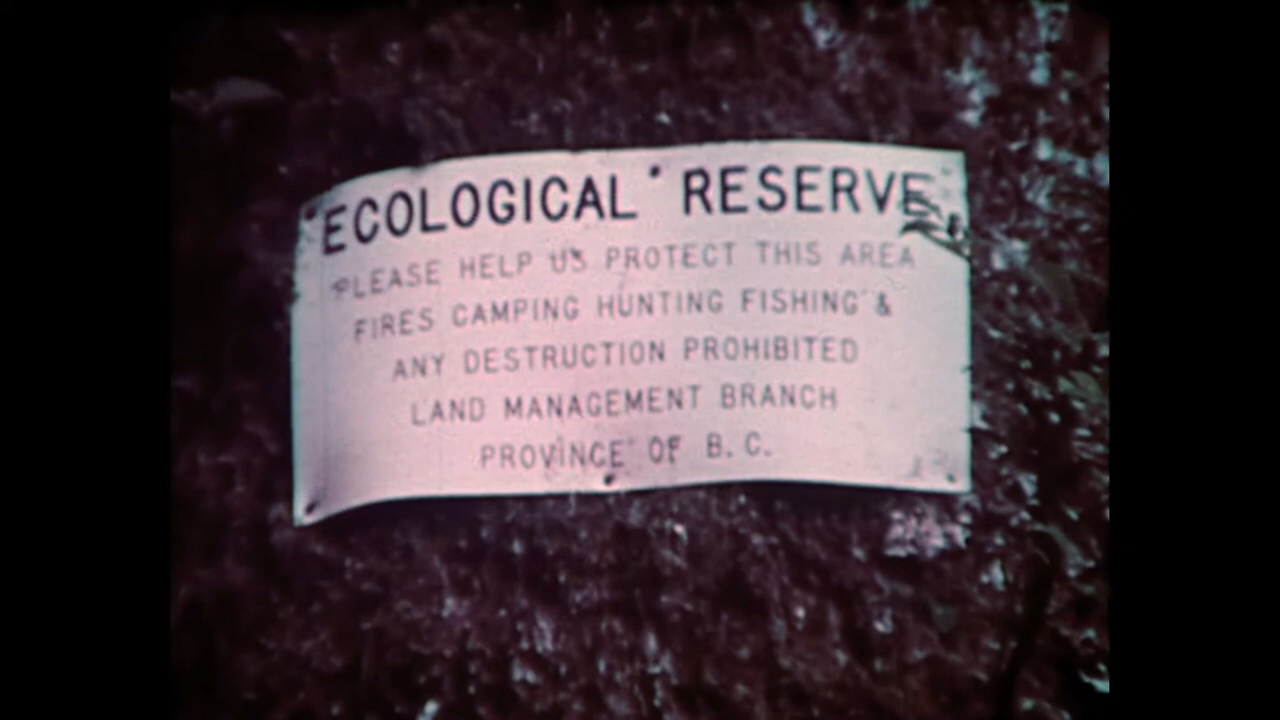 ECOLOGICAL RESERVE
PLEASE HELP US PROTECT THIS AREA
FIRES CAMPING HUNTING FISHING &
ANY DESTRUCTION PROHIBITED
LAND MANAGEMENT BRANCH
PROVINCE OF B.C.